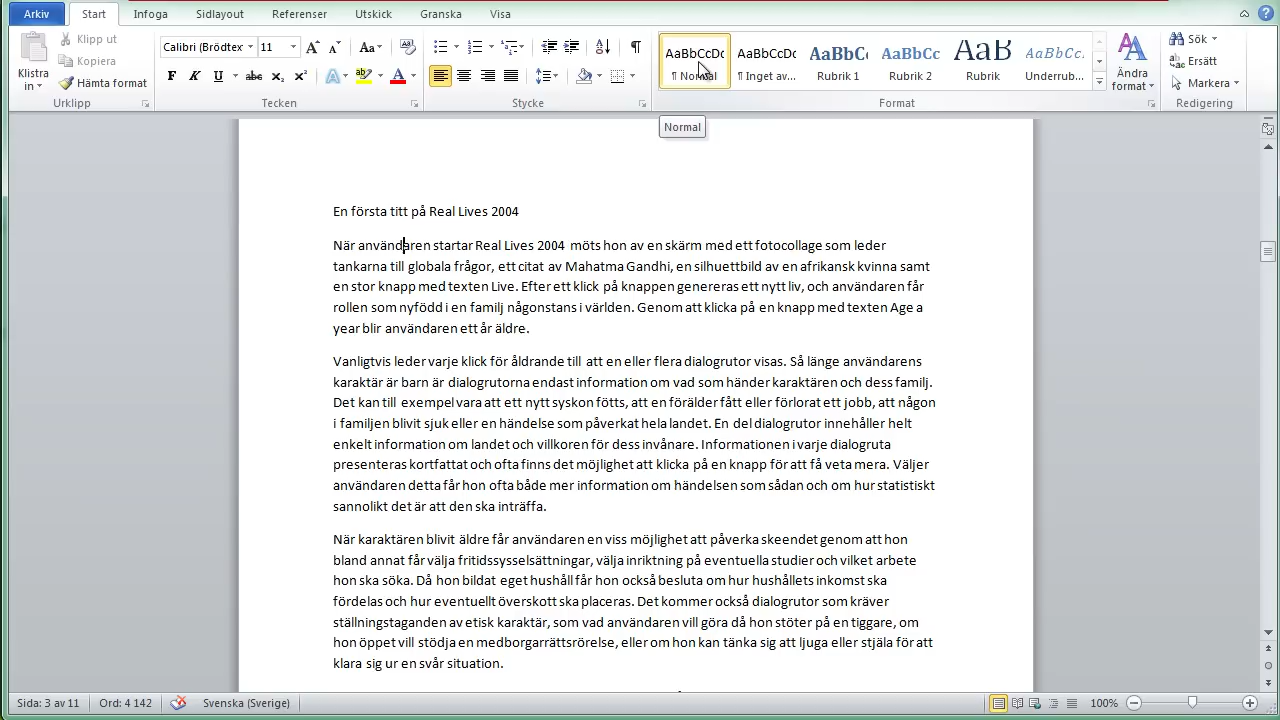 Arkiv Start Infoga Sidlayout Referenser Utskick Granska Visa
Klistra in Klipp ut Kopiera Hämta format
Calibri (Brödtex 11 Aa
F K U abc x₂ x² A ab A
AaBbCcDc ¶ Normal AaBbCcDc ¶ Inget av... AaBbC Rubrik 1 AaBbCc Rubrik 2 AaB Rubrik AaBbCc. Underru...
A Ändra format
Sök Ersätt Markera
Urklipp Tecken Stycke Format Redigering
Normal
En första titt på Real Lives 2004
När användaren startar Real Lives 2004 möts hon av en skärm med ett fotocollage som leder
tankarna till globala frågor, ett citat av Mahatma Gandhi, en silhuettbild av en afrikansk kvinna samt
en stor knapp med texten Live. Efter ett klick på knappen genereras ett nytt liv, och användaren får
rollen som nyfödd i en familj någonstans i världen. Genom att klicka på en knapp med texten Age a
year blir användaren ett år äldre.
Vanligtvis leder varje klick för åldrande till att en eller flera dialogrutor visas. Så länge användarens
karaktär är barn är dialogrutorna endast information om vad som händer karaktären och dess familj.
Det kan till exempel vara att ett nytt syskon fötts, att en förälder fått eller förlorat ett jobb, att någon
i familjen blivit sjuk eller en händelse som påverkat hela landet. En del dialogrutor innehåller helt
enkelt information om landet och villkoren för dess invånare. Informationen i varje dialogruta
presenteras kortfattat och ofta finns det möjlighet att klicka på en knapp för att få veta mera. Väljer
användaren detta får hon ofta både mer information om händelsen som sådan och om hur statistiskt
sannolikt det är att den ska inträffa.
När karaktären blivit äldre får användaren en viss möjlighet att påverka skeendet genom att hon
bland annat får välja fritidssysselsättningar, välja inriktning på eventuella studier och vilket arbete
hon ska söka. Då hon bildat eget hushåll får hon också besluta om hur hushållets inkomst ska
fördelas och hur eventuellt överskott ska placeras. Det kommer också dialogrutor som kräver
ställningstaganden av etisk karaktär, som vad användaren vill göra då hon stöter på en tiggare, om
hon öppet vill stödja en medborgarrättsrörelse, eller om hon kan tänka sig att ljuga eller stjäla för att
klara sig ur en svår situation.
Sida: 3 av 11 Ord: 4 142 Svenska (Sverige) 100%